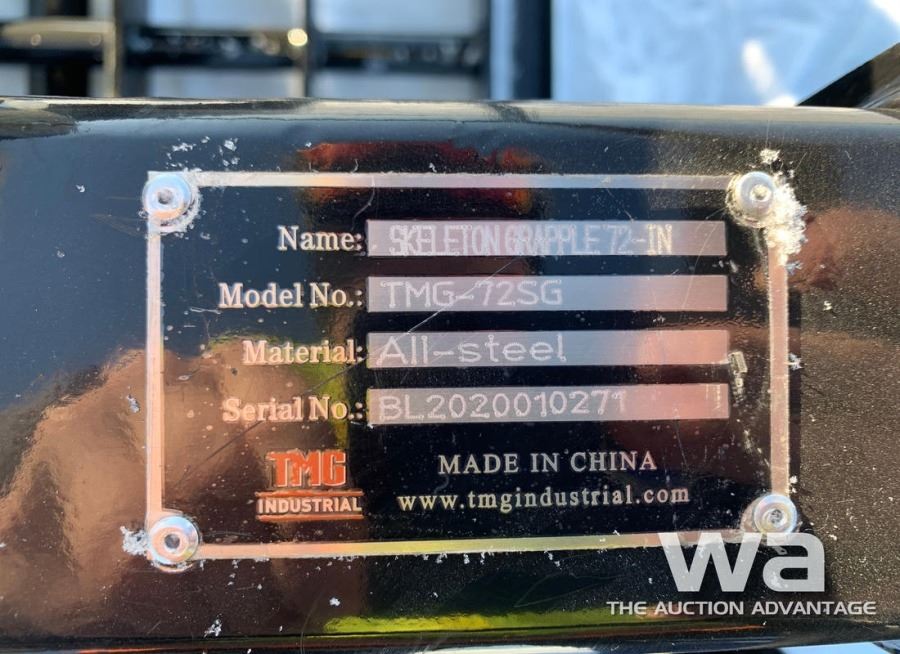 Name: SKELETON GRAPPLE 72-IN
Model No.: TMG-72SG
Material: All-steel
Serial No.: BL2020010271
TMG
INDUSTRIAL
MADE IN CHINA
www.tmgindustrial.com
wa
THE AUCTION ADVANTAGE